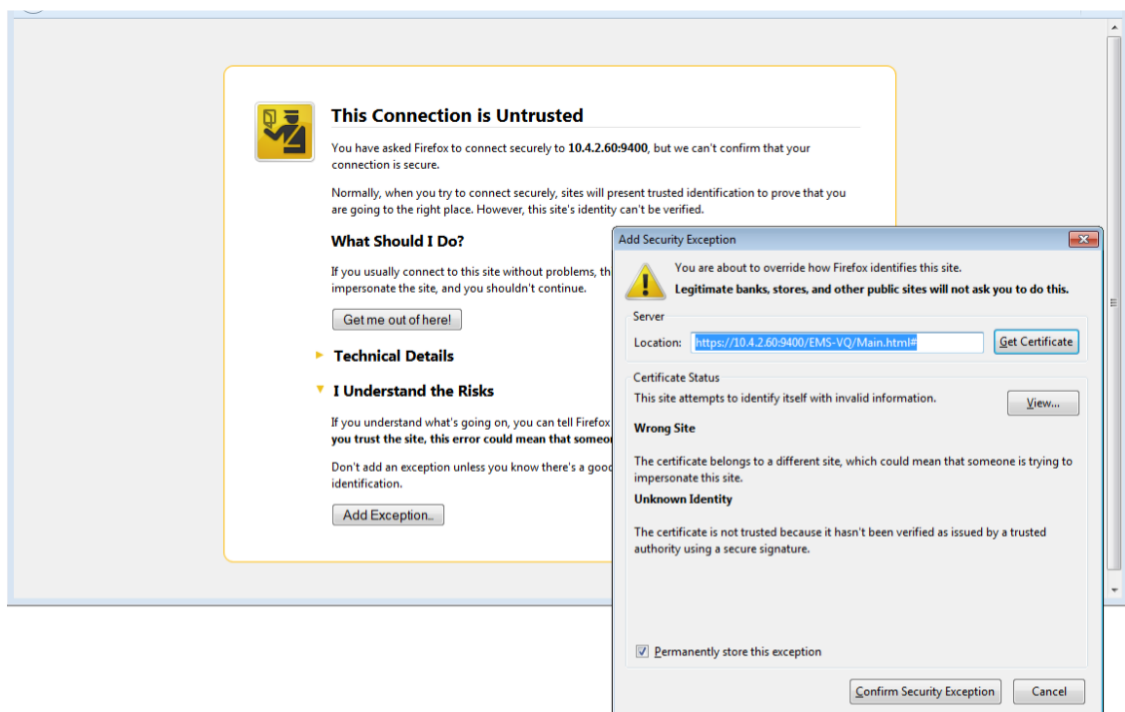 This Connection is Untrusted
You have asked Firefox to connect securely to 10.4.2.60:9400, but we can't confirm that your
connection is secure.
Normally, when you try to connect securely, sites will present trusted identification to prove that you
are going to the right place. However, this site's identity can't be verified.
What Should I Do?
If you usually connect to this site without problems, th
impersonate the site, and you shouldn't continue.
Get me out of here!
Technical Details
I Understand the Risks
If you understand what's going on, you can tell Firefox
you trust the site, this error could mean that someo
Don't add an exception unless you know there's a good
identification.
Add Exception...
Add Security Exception
You are about to override how Firefox identifies this site.
Legitimate banks, stores, and other public sites will not ask you to do this.
Server
Location: https://10.4.2.60:9400/EMS-VQ/Main.html# Get Certificate
Certificate Status
This site attempts to identify itself with invalid information.
View...
Wrong Site
The certificate belongs to a different site, which could mean that someone is trying to
impersonate this site.
Unknown Identity
The certificate is not trusted because it hasn't been verified as issued by a trusted
authority using a secure signature.
Permanently store this exception
Confirm Security Exception Cancel